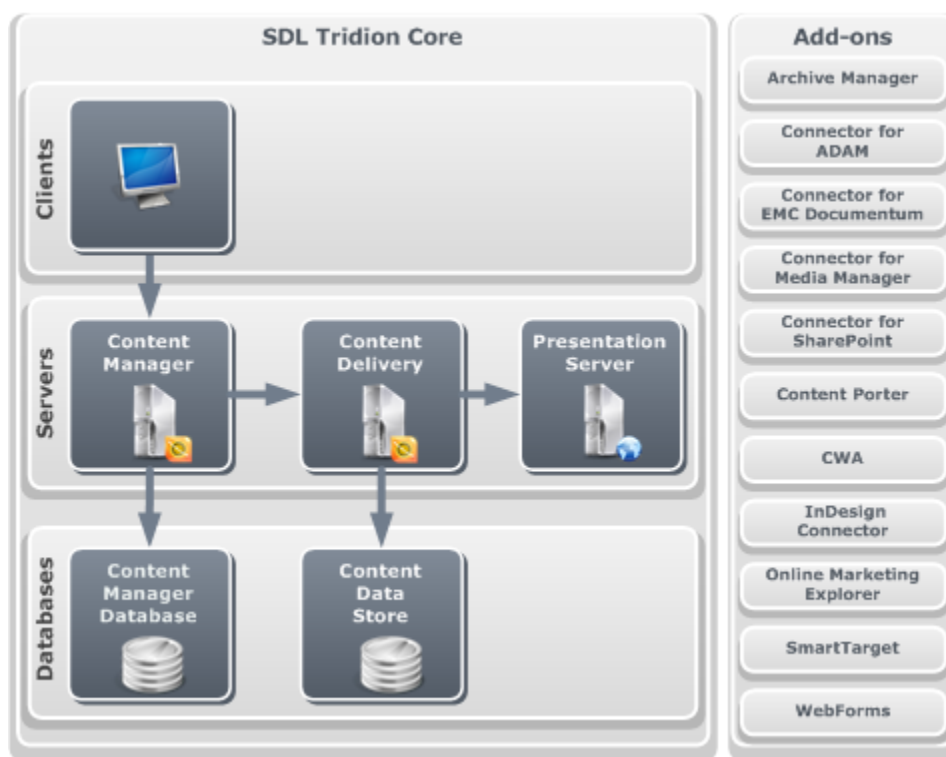 SDL Tridion Core
Clients
Servers
Content
Manager
Content
Delivery
Presentation
Server
Databases
Content
Manager
Database
Content
Data
Store
Add-ons
Archive Manager
Connector for
ADAM
Connector for
EMC Documentum
Connector for
Media Manager
Connector for
SharePoint
Content Porter
CWA
InDesign
Connector
Online Marketing
Explorer
SmartTarget
WebForms